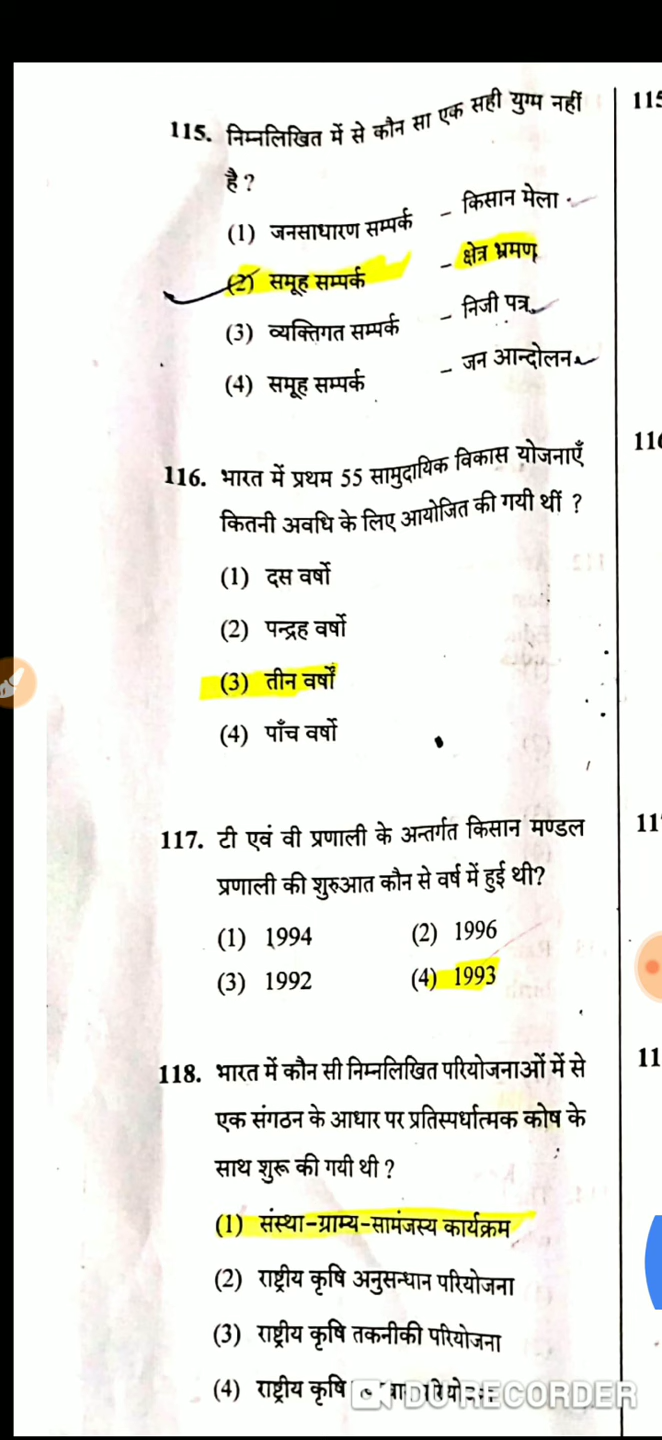 115. निम्नलिखित में से कौन सा एक सही युग्म नहीं
है ?
(1) जनसाधारण सम्पर्क – किसान मेला
(2) समूह सम्पर्क – क्षेत्र भ्रमण
(3) व्यक्तिगत सम्पर्क – निजी पत्र
(4) समूह सम्पर्क – जन आन्दोलन
116. भारत में प्रथम 55 सामुदायिक विकास योजनाएँ
कितनी अवधि के लिए आयोजित की गयी थीं ?
(1) दस वर्षो
(2) पन्द्रह वर्षो
(3) तीन वर्षों
(4) पाँच वर्षो
117. टी एवं वी प्रणाली के अन्तर्गत किसान मण्डल
प्रणाली की शुरुआत कौन से वर्ष में हुई थी?
(1) 1994 (2) 1996
(3) 1992 (4) 1993
118. भारत में कौन सी निम्नलिखित परियोजनाओं में से
एक संगठन के आधार पर प्रतिस्पर्धात्मक कोष के
साथ शुरू की गयी थी ?
(1) संस्था-ग्राम्य-सामंजस्य कार्यक्रम
(2) राष्ट्रीय कृषि अनुसन्धान परियोजना
(3) राष्ट्रीय कृषि तकनीकी परियोजना
(4) राष्ट्रीय कृषि
DU RECORDER
115
11
11